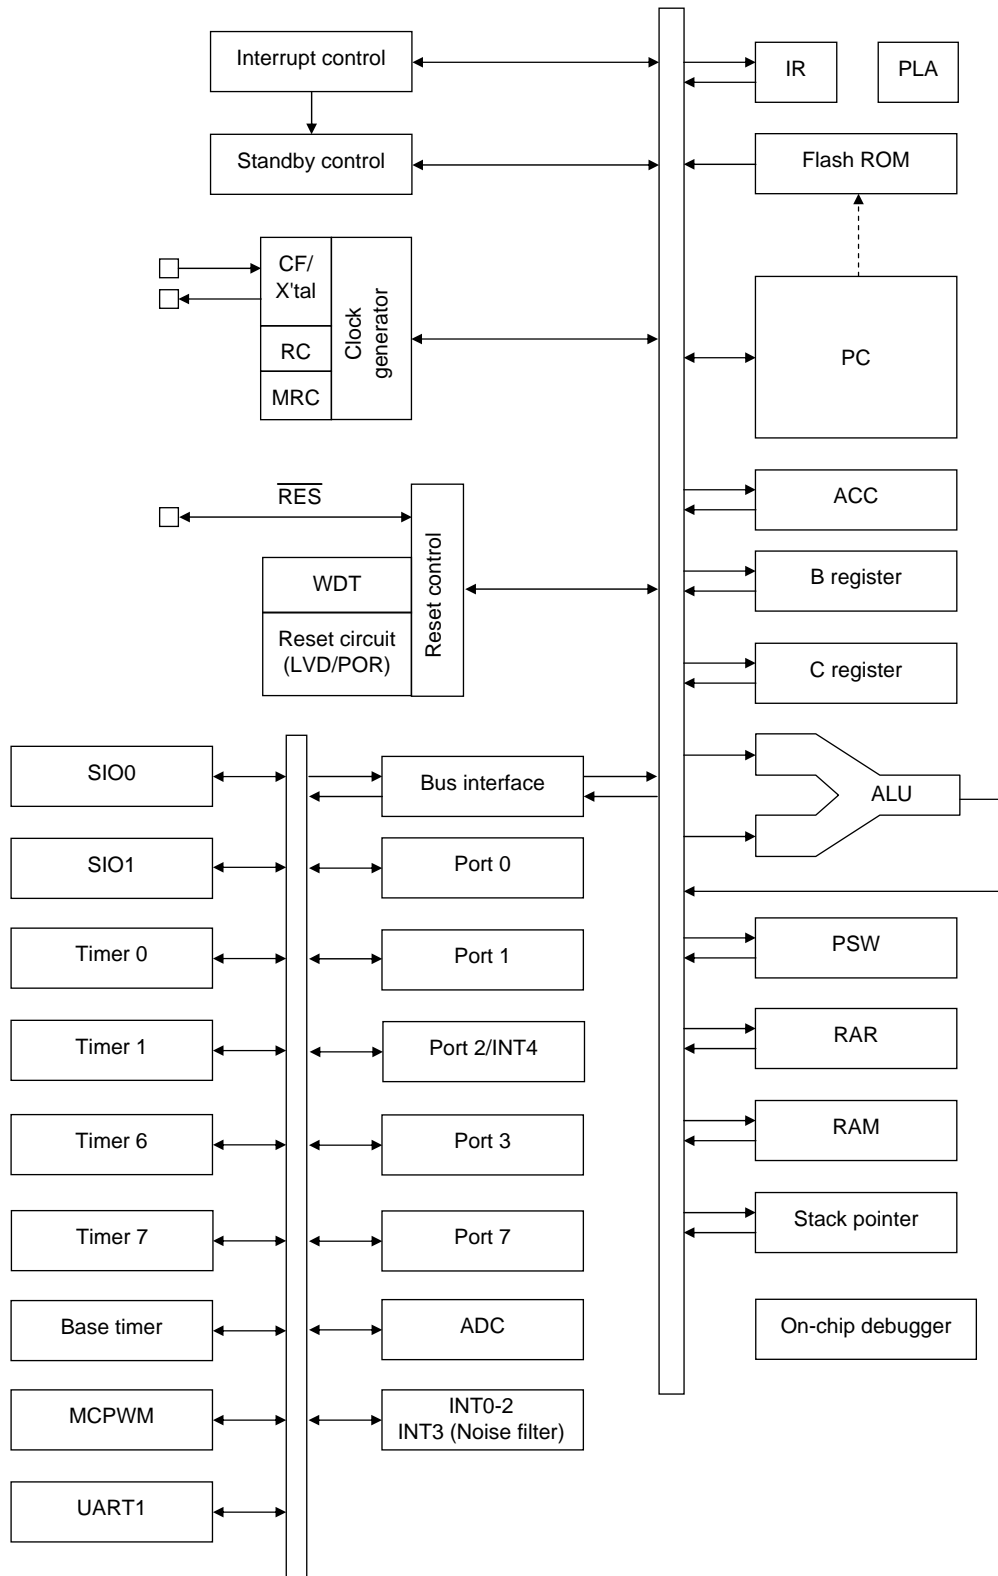 Interrupt control
IR
PLA
Standby control
Flash ROM
CF/
X'tal
RC
MRC
Clock
generator
PC
RES
WDT
Reset circuit
(LVD/POR)
Reset control
ACC
B register
C register
SIO0
Bus interface
ALU
SIO1
Port 0
Timer 0
Port 1
PSW
Timer 1
Port 2/INT4
RAR
Timer 6
Port 3
RAM
Timer 7
Port 7
Stack pointer
Base timer
ADC
On-chip debugger
MCPWM
INT0-2
INT3 (Noise filter)
UART1